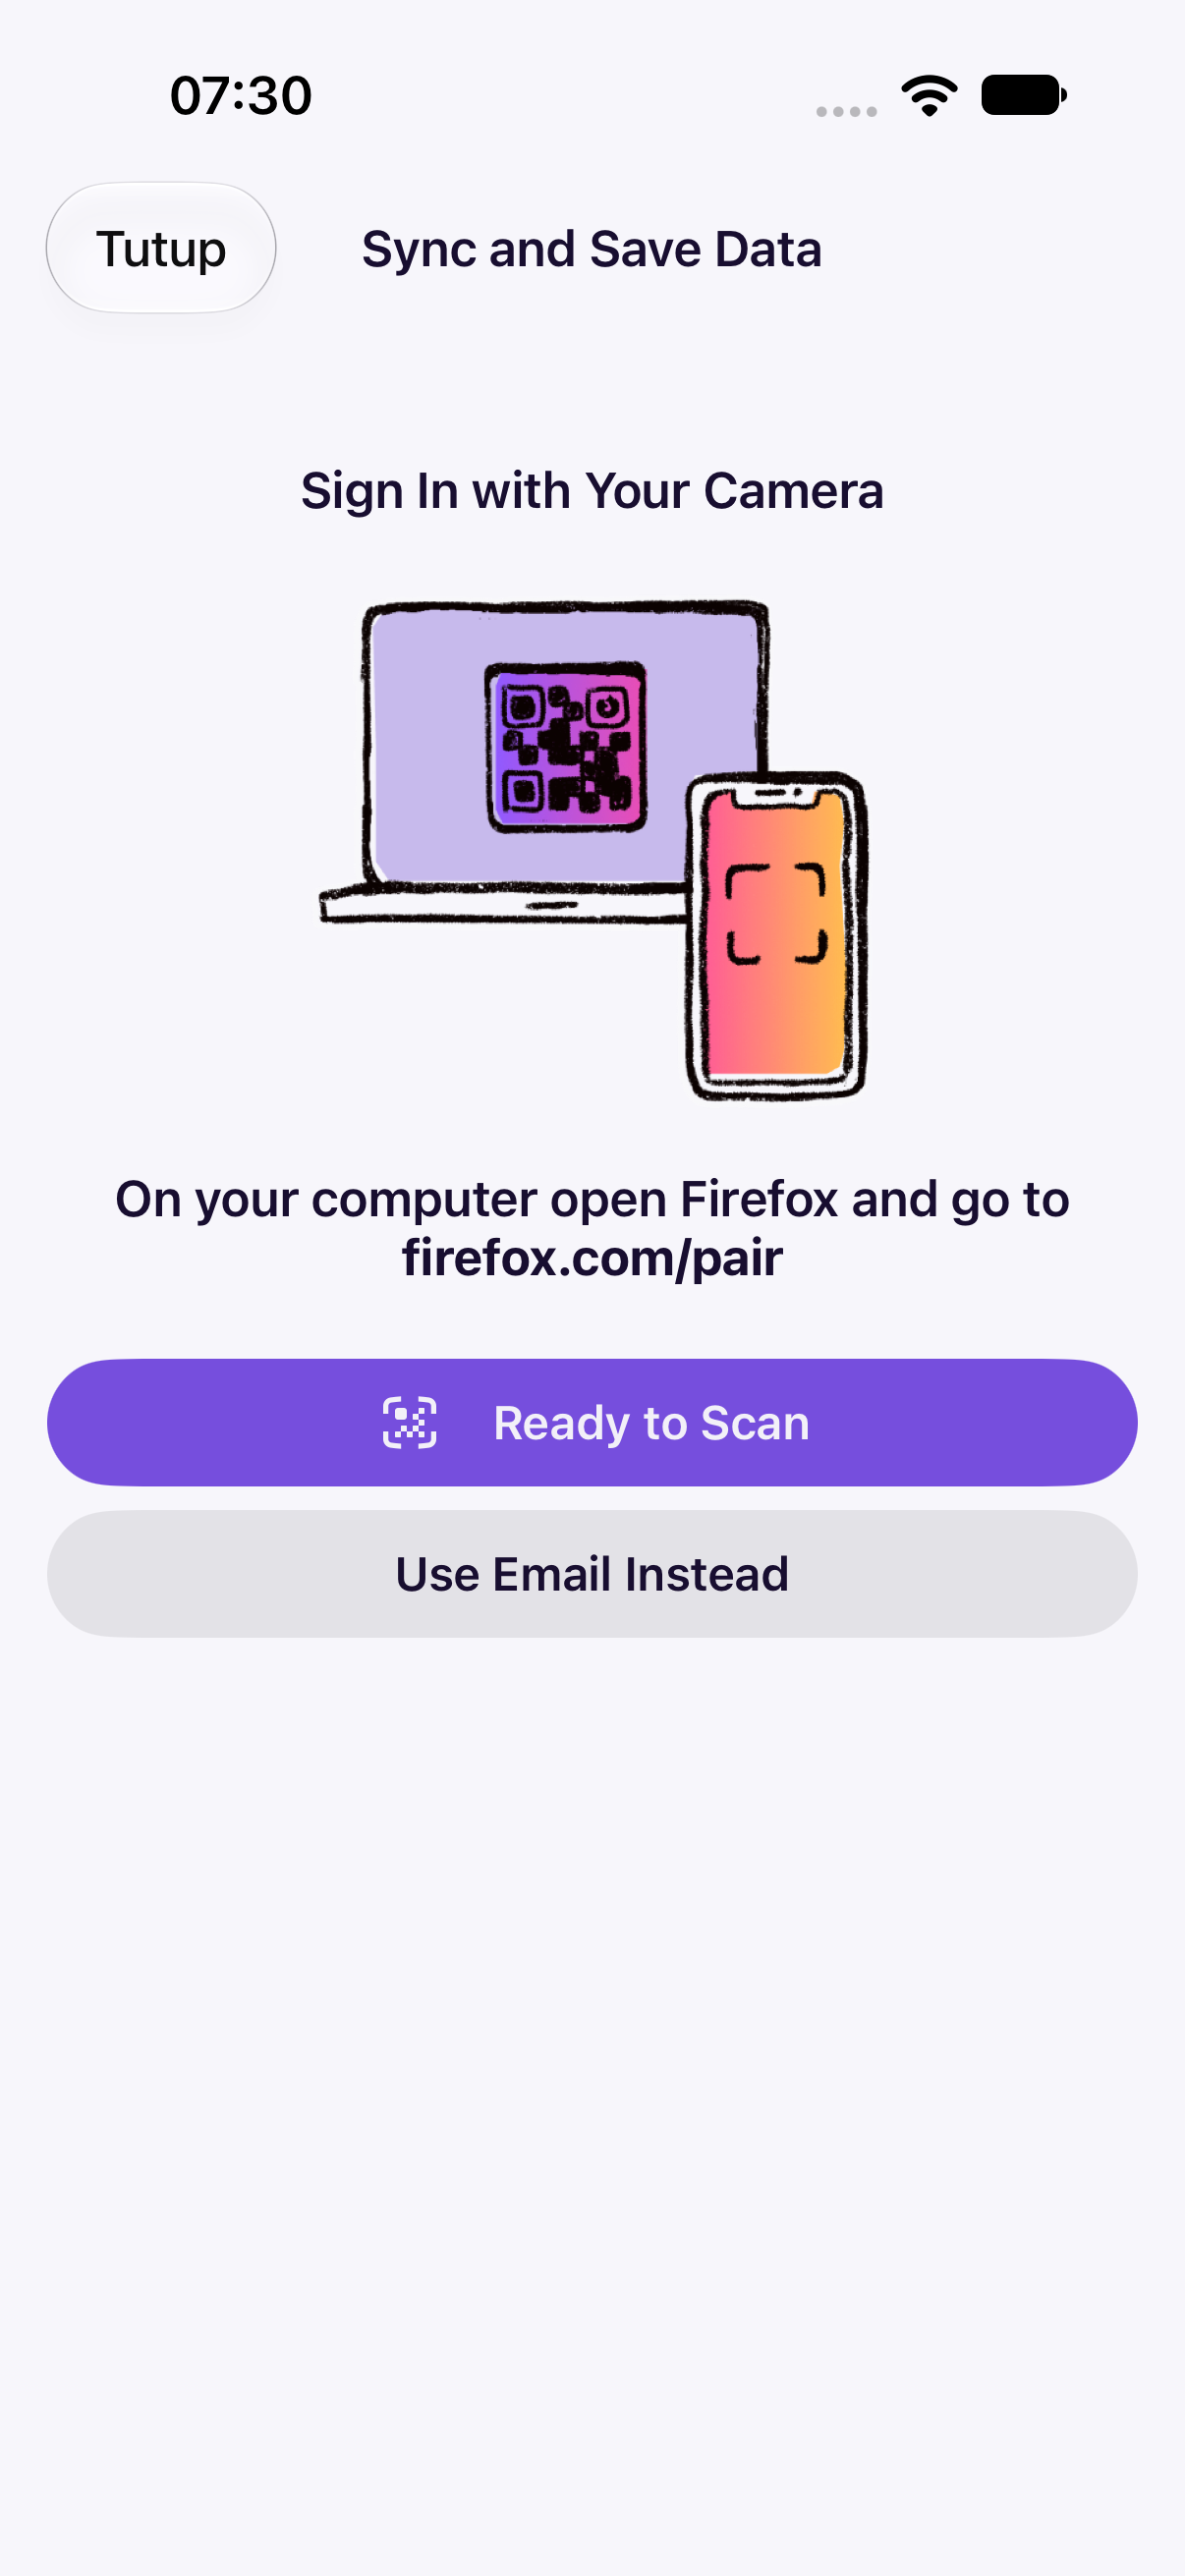 07:30
Tutup
Sync and Save Data
Sign In with Your Camera
On your computer open Firefox and go to
firefox.com/pair
Ready to Scan
Use Email Instead